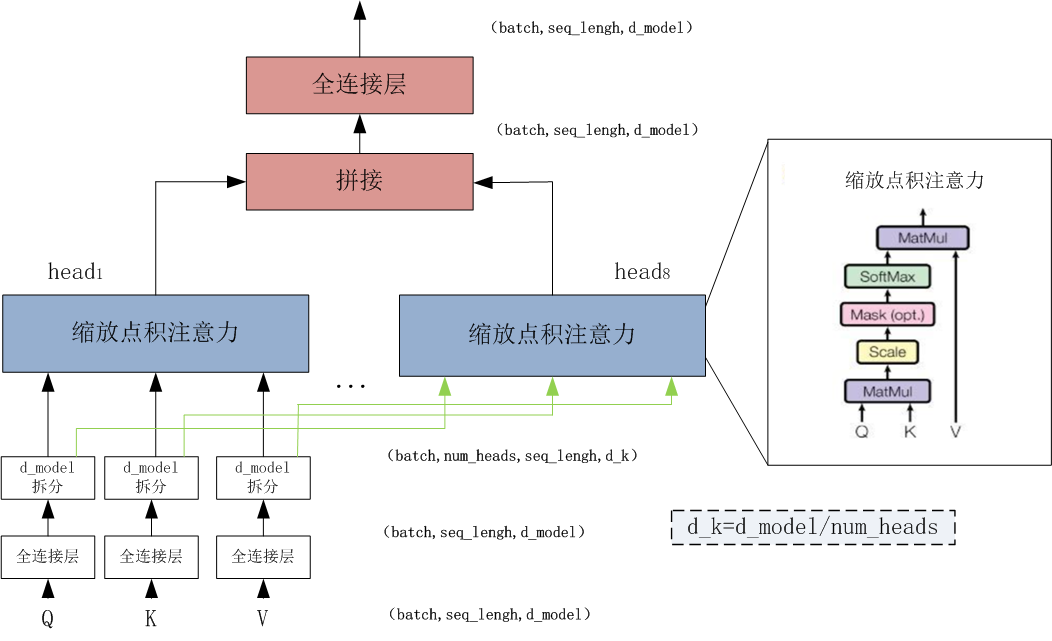 (batch,seq_lengh,d_model)
全连接层
(batch,seq_lengh,d_model)
拼接
缩放点积注意力
MatMul
SoftMax
Mask (opt.)
Scale
MatMul
Q K V
head1
head8
缩放点积注意力
缩放点积注意力
...
(batch,num_heads,seq_lengh,d_k)
d_model
拆分
d_model
拆分
d_model
拆分
d_k=d_model/num_heads
(batch,seq_lengh,d_model)
全连接层
全连接层
全连接层
Q K V
(batch,seq_lengh,d_model)